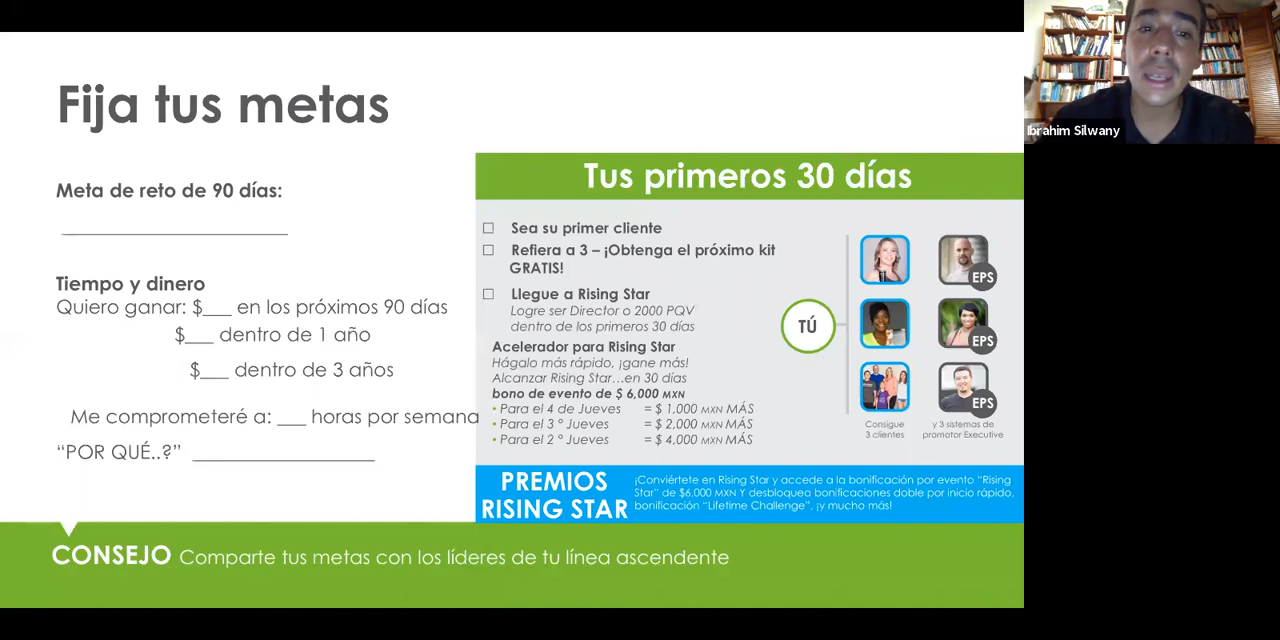 Fija tus metas
Meta de reto de 90 días:
Tiempo y dinero
Quiero ganar: $___ en los próximos 90 días
$___ dentro de 1 año
$___ dentro de 3 años
Me comprometeré a: ___ horas por semana
“POR QUÉ..?” ___________________
Tus primeros 30 días
Sea su primer cliente
Refiera a 3 – ¡Obtenga el próximo kit
GRATIS!
Llegue a Rising Star
Logre ser Director o 2000 PQV
dentro de los primeros 30 días
Acelerador para Rising Star
Hágalo más rápido, ¡gane más!
Alcanzar Rising Star...en 30 días
bono de evento de $ 6,000 MXN
• Para el 4 de Jueves = $ 1,000 MXN MÁS
• Para el 3 ° Jueves = $ 2,000 MXN MÁS
• Para el 2 ° Jueves = $ 4,000 MXN MÁS
TÚ
EPS
EPS
EPS
Consigue
3 clientes
y 3 sistemas de
promotor Executive
PREMIOS
RISING STAR
¡Conviértete en Rising Star y accede a la bonificación por evento “Rising
Star” de $6,000 MXN Y desbloquea bonificaciones doble por inicio rápido,
bonificación “Lifetime Challenge”, ¡y mucho más!
CONSEJO Comparte tus metas con los líderes de tu línea ascendente
Ibrahim Silwany